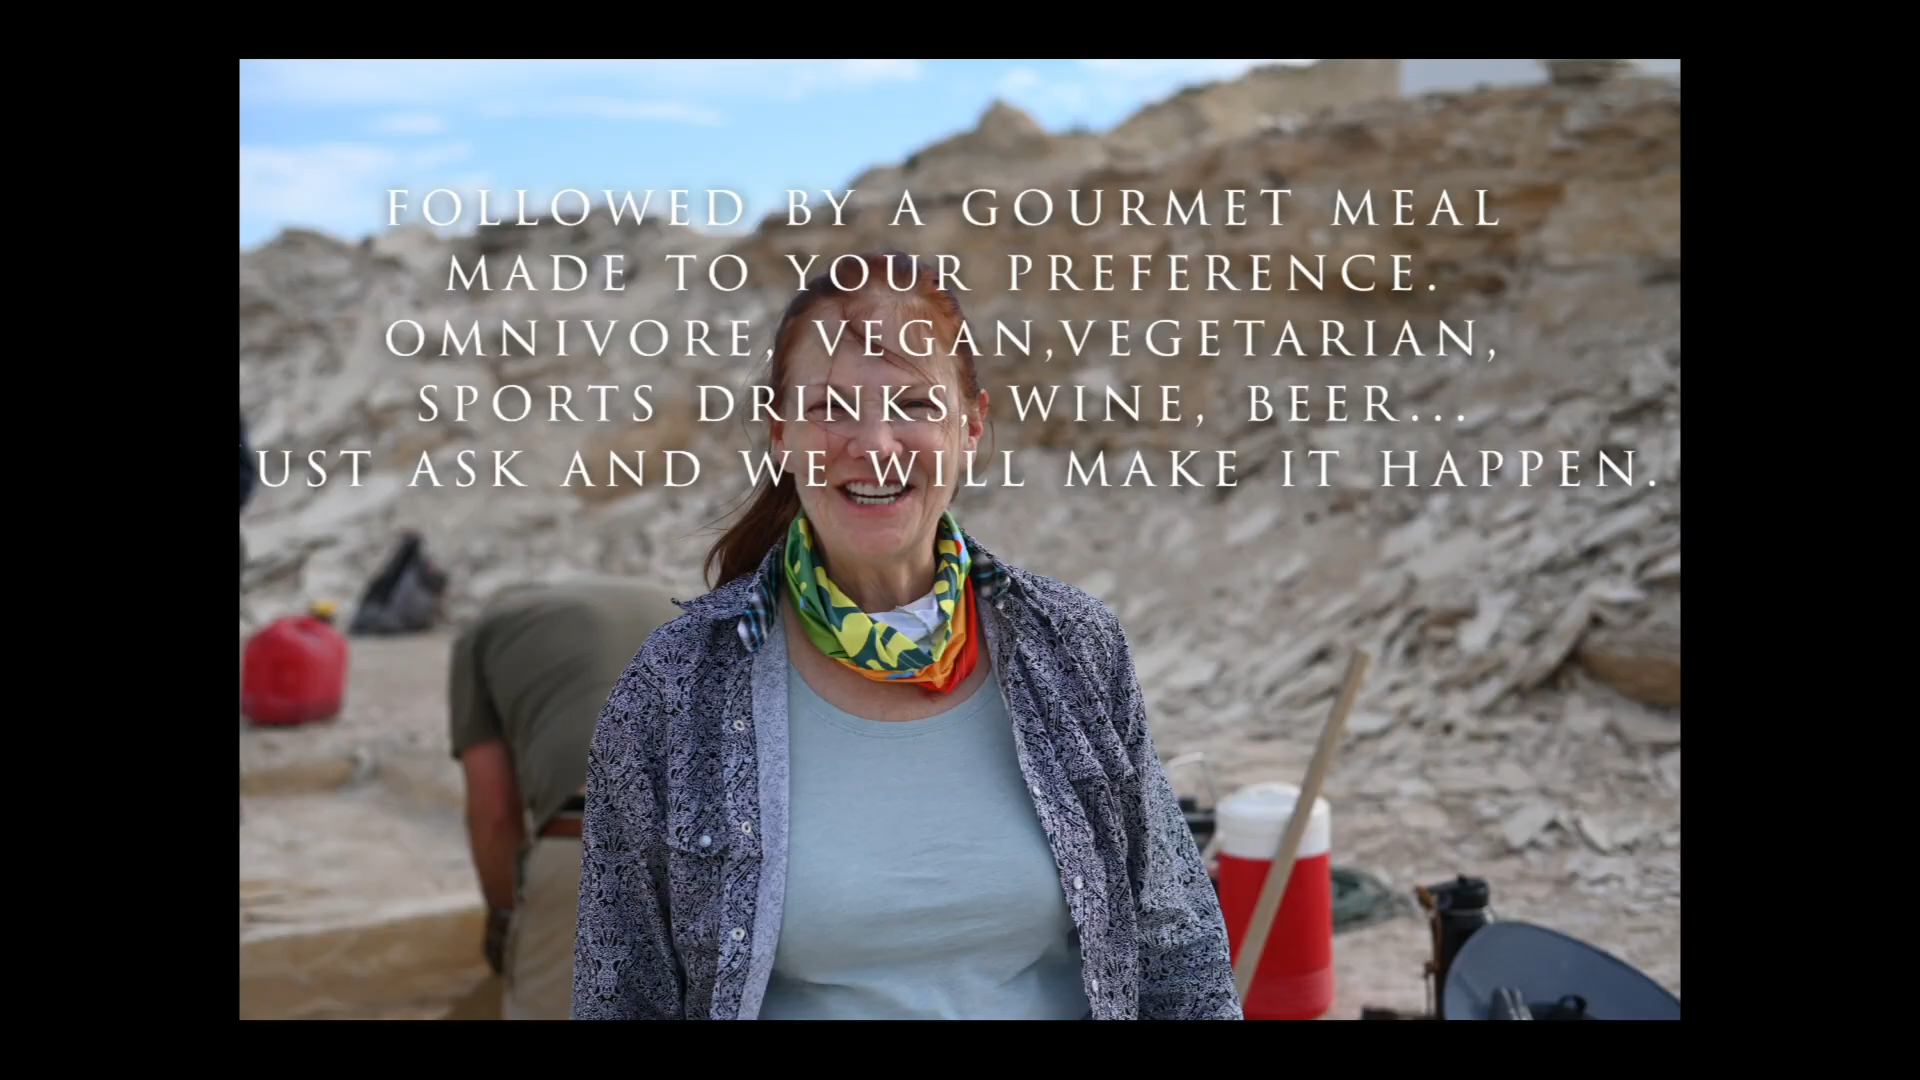 FOLLOWED BY A GOURMET MEAL
MADE TO YOUR PREFERENCE.
OMNIVORE, VEGAN,VEGETARIAN,
SPORTS DRINKS, WINE, BEER...
UST ASK AND WE WILL MAKE IT HAPPEN.